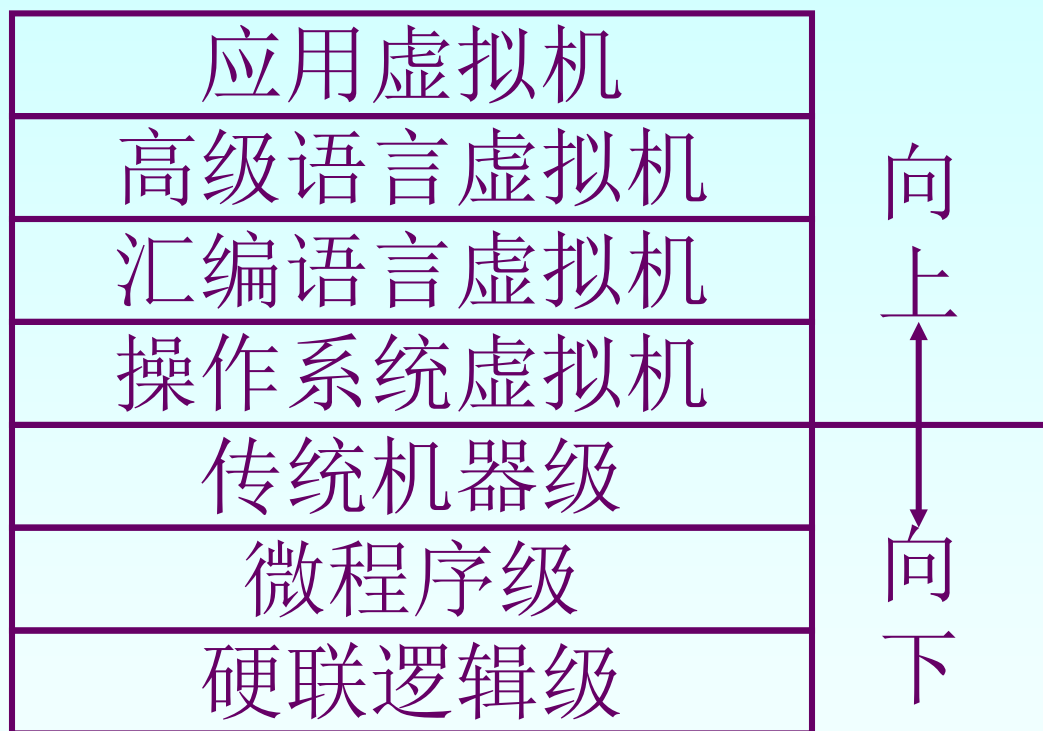 应用虚拟机
高级语言虚拟机
汇编语言虚拟机
操作系统虚拟机
传统机器级
微程序级
硬联逻辑级
向上
向下